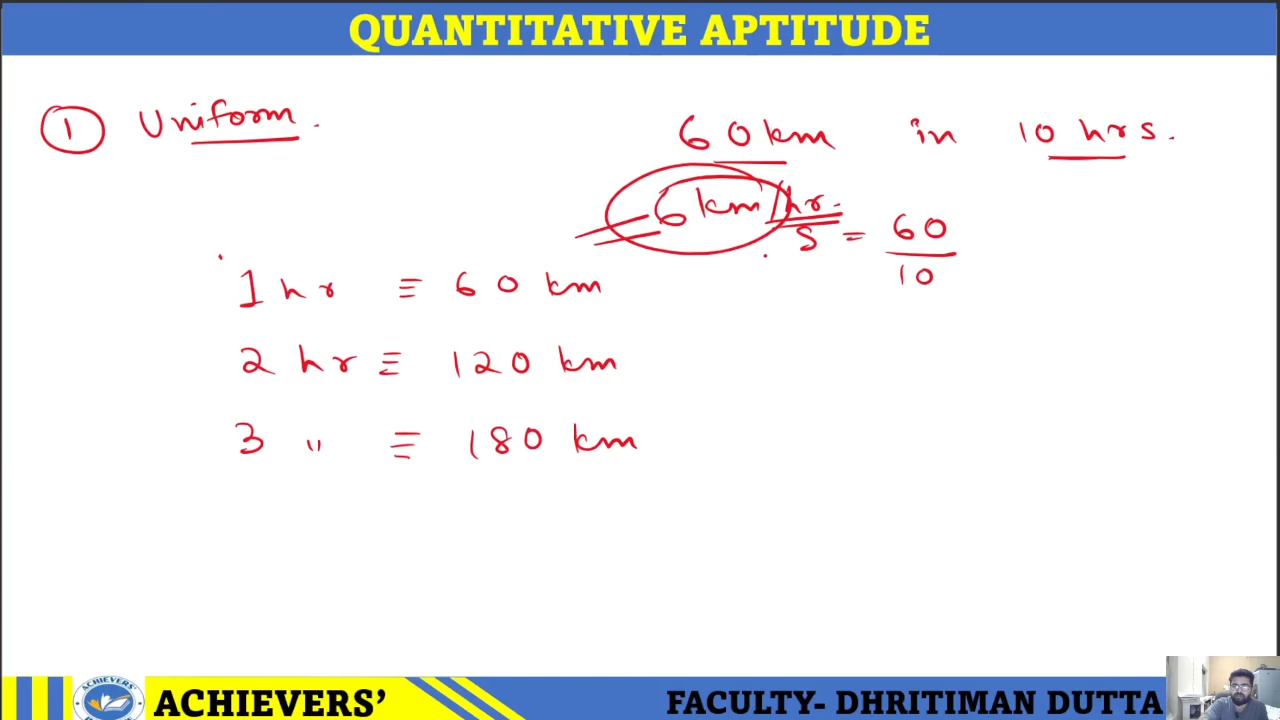 QUANTITATIVE APTITUDE
① Uniform.
60 km in 10 hrs.
6 km/hr.
S = 60/10
1 hr ≡ 60 km
2 hr ≡ 120 km
3 " ≡ 180 km
ACHIEVERS
ACHIEVERS’
FACULTY- DHRITIMAN DUTTA